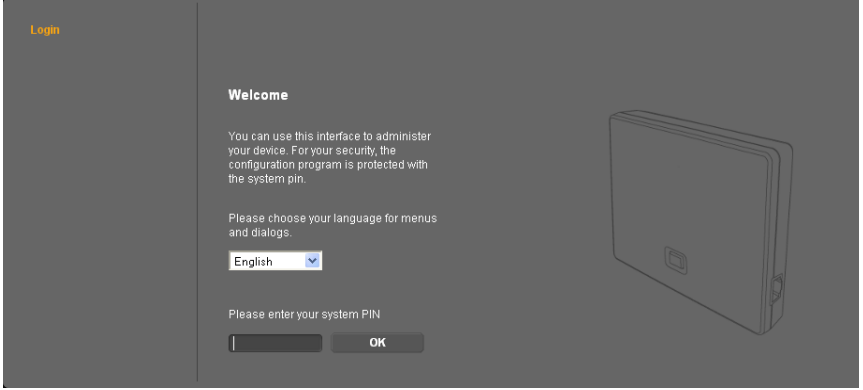 Login
Welcome
You can use this interface to administer
your device. For your security, the
configuration program is protected with
the system pin.
Please choose your language for menus
and dialogs.
English
Please enter your system PIN
OK